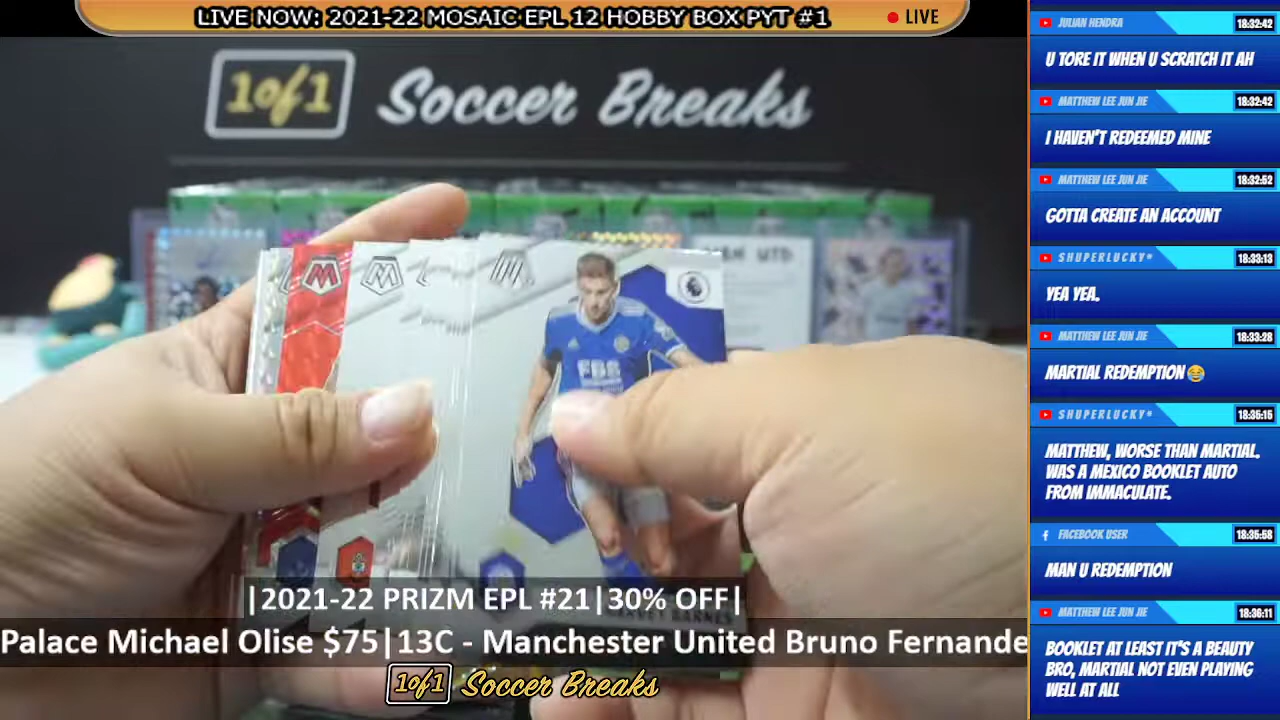 LIVE NOW: 2021-22 MOSAIC EPL 12 HOBBY BOX PYT #1
LIVE
1of1 Soccer Breaks
FBS
|2021-22 PRIZM EPL #21|30% OFF|
Palace Michael Olise $75|13C - Manchester United Bruno Fernande
1of1 Soccer Breaks
JULIAN HENDRA 18:32:42
U TORE IT WHEN U SCRATCH IT AH
MATTHEW LEE JUN JIE 18:32:42
I HAVEN'T REDEEMED MINE
MATTHEW LEE JUN JIE 18:32:52
GOTTA CREATE AN ACCOUNT
SHUPERLUCKY* 18:33:13
YEA YEA.
MATTHEW LEE JUN JIE 18:33:28
MARTIAL REDEMPTION😂
SHUPERLUCKY* 18:35:15
MATTHEW, WORSE THAN MARTIAL.
WAS A MEXICO BOOKLET AUTO
FROM IMMACULATE.
FACEBOOK USER 18:35:58
MAN U REDEMPTION
MATTHEW LEE JUN JIE 18:36:11
BOOKLET AT LEAST IT'S A BEAUTY
BRO, MARTIAL NOT EVEN PLAYING
WELL AT ALL